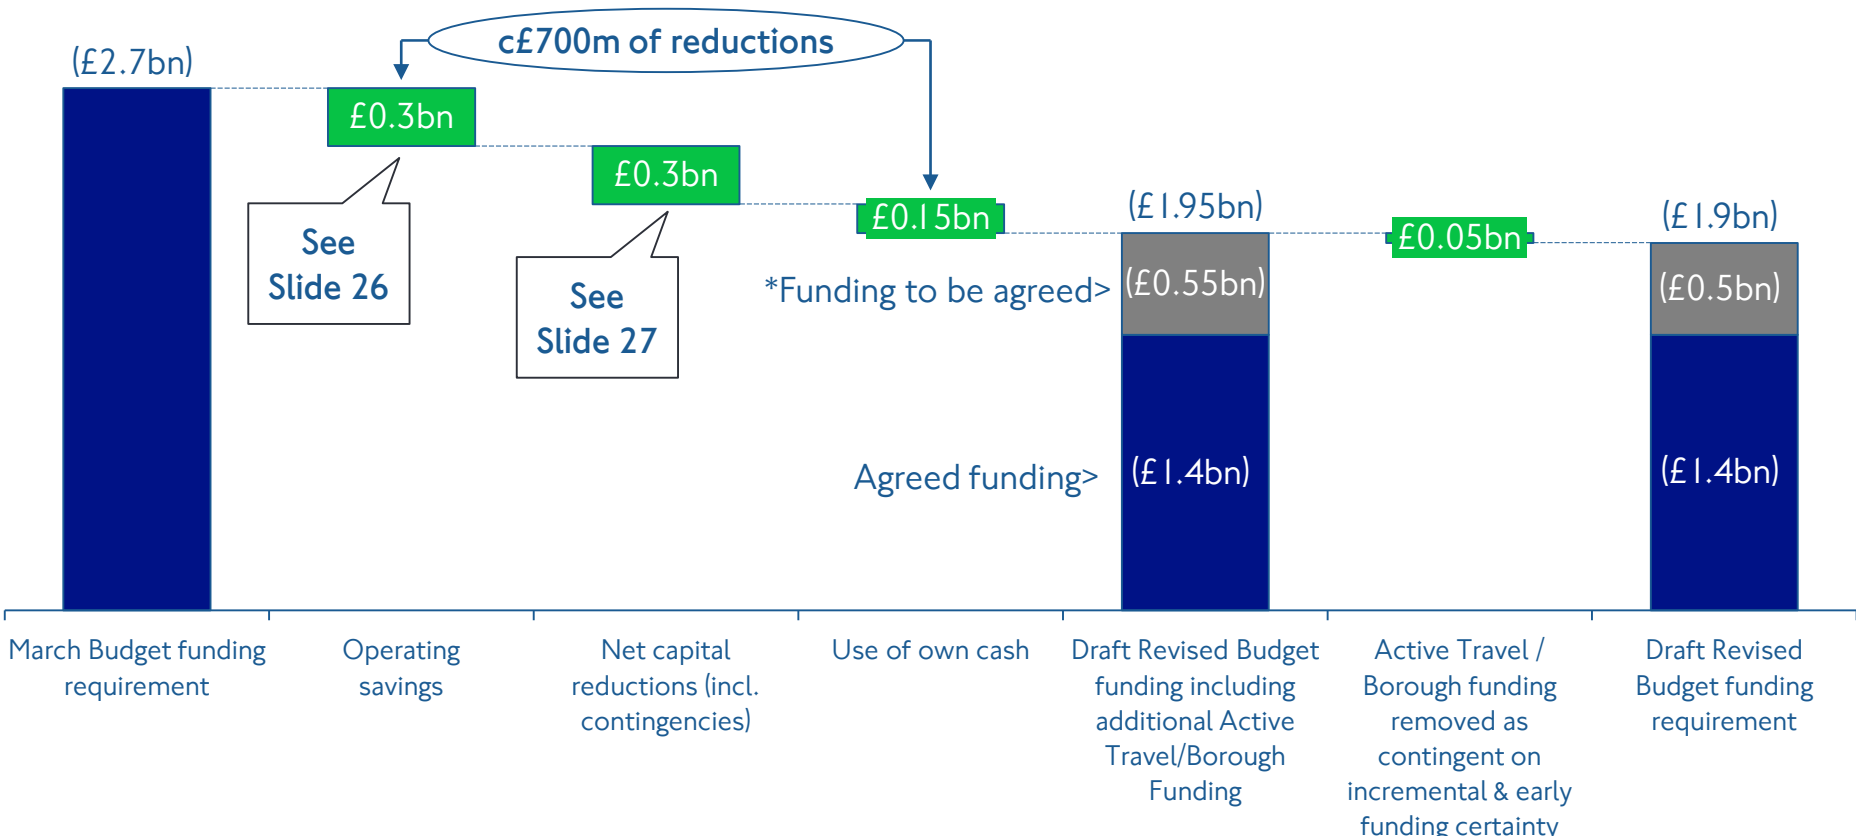 c£700m of reductions
(£2.7bn)
£0.3bn
£0.3bn
£0.15bn
(£1.95bn)
£0.05bn
(£1.9bn)
See
Slide 26
See
Slide 27
*Funding to be agreed>
(£0.55bn)
(£0.5bn)
Agreed funding>
(£1.4bn)
(£1.4bn)
March Budget funding
requirement
Operating
savings
Net capital
reductions (incl.
contingencies)
Use of own cash
Draft Revised Budget
funding including
additional Active
Travel/Borough
Funding
Active Travel /
Borough funding
removed as
contingent on
incremental & early
funding certainty
Draft Revised
Budget funding
requirement